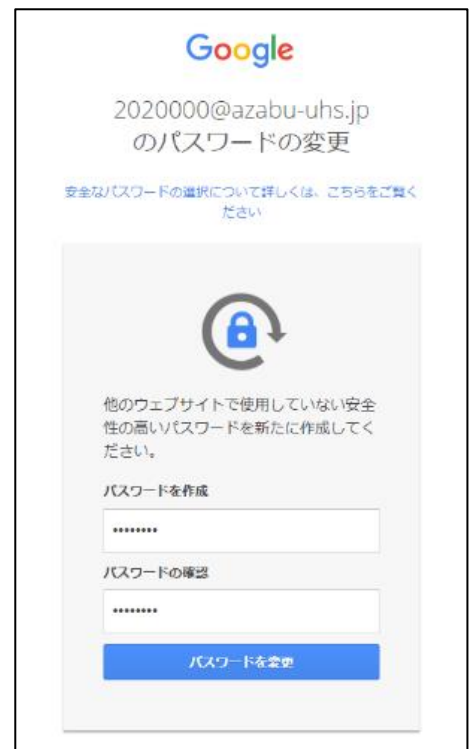 Google
2020000@azabu-uhs.jp
のパスワードの変更
安全なパスワードの選択について詳しくは、こちらをご覧く
ださい
他のウェブサイトで使用していない安全
性の高いパスワードを新たに作成してく
ださい。
パスワードを作成
••••••••
パスワードの確認
••••••••
パスワードを変更